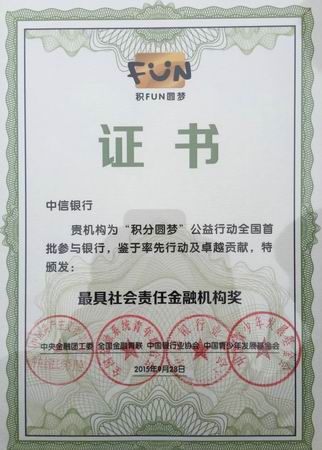 FUN
积FUN圆梦
证书
中信银行
贵机构为“积分圆梦”公益行动全国首
批参与银行，鉴于率先行动及卓越贡献，特
颁发：
最具社会责任金融机构奖
中央金融团工委 全国金融青联 中国银行业协会 中国青少年发展基金会
2015年9月28日